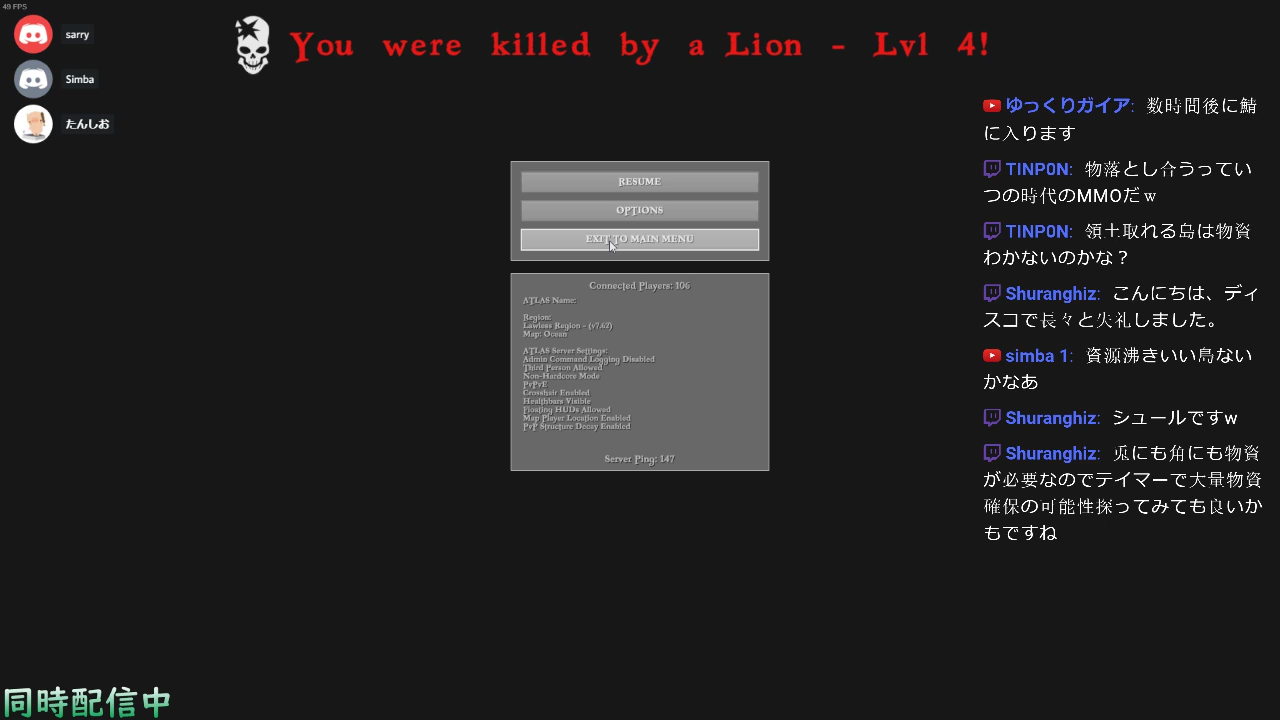 49 FPS
sarry
Simba
たんしお
You were killed by a Lion - Lvl 4!
RESUME
OPTIONS
EXIT TO MAIN MENU
Connected Players: 106
ATLAS Name:
Region:
Lawless Region - (v7.62)
Map: Ocean
ATLAS Server Settings:
Admin Command Logging Disabled
Third Person Allowed
Non-Hardcore Mode
PvPvE
Crosshair Enabled
Healthbars Visible
Floating HUDs Allowed
Map Player Location Enabled
PvP Structure Decay Enabled
Server Ping: 147
ゆっくりガイア: 数時間後に鯖
に入ります
TINP0N: 物落とし合うってい
つの時代のMMOだｗ
TINP0N: 領土取れる島は物資
わかないのかな？
Shuranghiz: こんにちは、ディ
スコで長々と失礼しました。
simba 1: 資源沸きいい島ない
かなあ
Shuranghiz: シュールですw
Shuranghiz: 兎にも角にも物資
が必要なのでテイマーで大量物資
確保の可能性探ってみても良いか
もですね
同時配信中